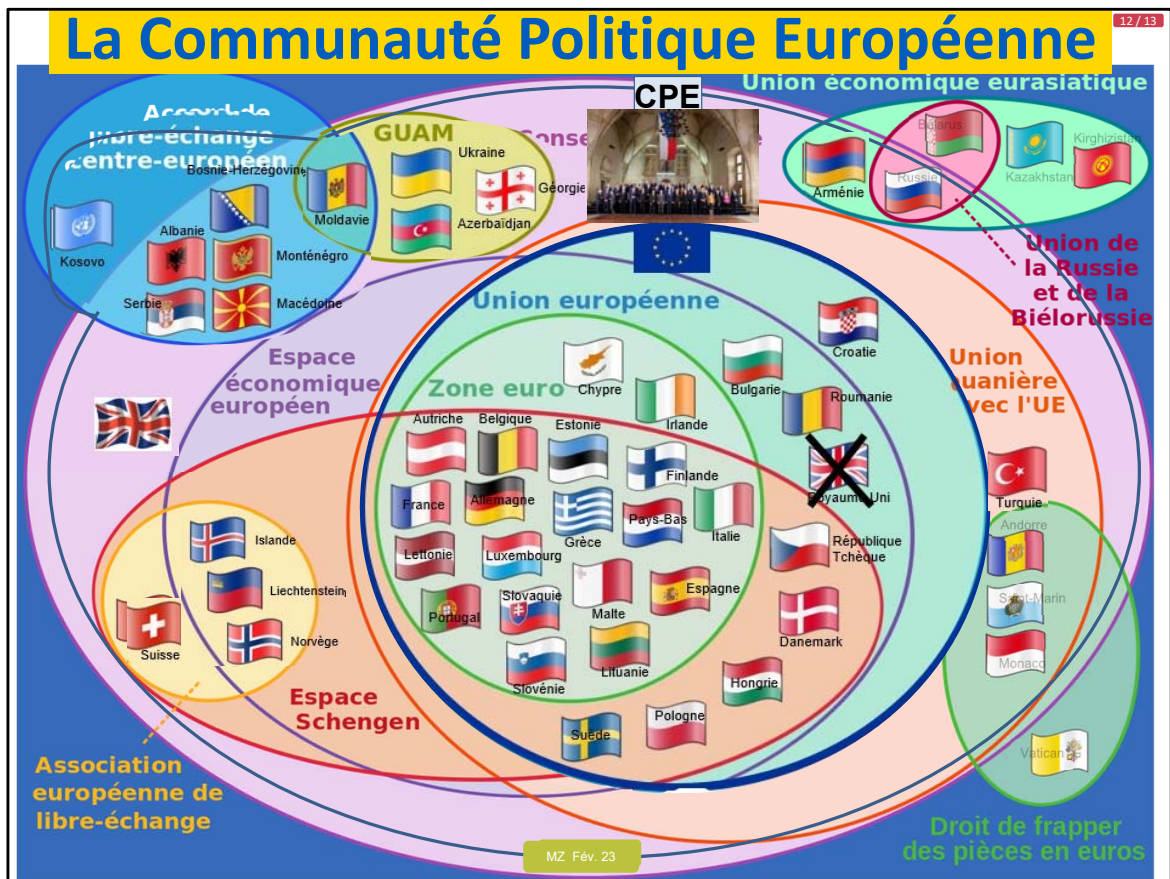 La Communauté Politique Européenne
12 / 13
CPE
Union économique eurasiatique
Accord de
libre-échange
centre-européen
GUAM
Ukraine
Géorgie
Azerbaïdjan
Moldavie
Bosnie-Herzégovine
Albanie
Monténégro
Kosovo
Serbie
Macédoine
Belarus
Kirghizistan
Kazakhstan
Arménie
Russie
Union de
la Russie
et de la
Biélorussie
Union européenne
Croatie
Espace
économique
européen
Zone euro
Chypre
Bulgarie
Roumanie
Irlande
Union
vec l'UE
Autriche
Belgique
Estonie
Finlande
Royaume-Uni
Turquie
France
Allemagne
Grèce
Pays-Bas
Italie
Andorre
Islande
Lettonie
Luxembourg
République
Tchèque
Liechtenstein
Slovaquie
Malte
Espagne
Saint-Marin
Portugal
Danemark
Suisse
Norvège
Monaco
Slovénie
Lituanie
Hongrie
Espace
Schengen
Suède
Pologne
Vatican
Association
européenne de
libre-échange
Droit de frapper
des pièces en euros
MZ Fév. 23